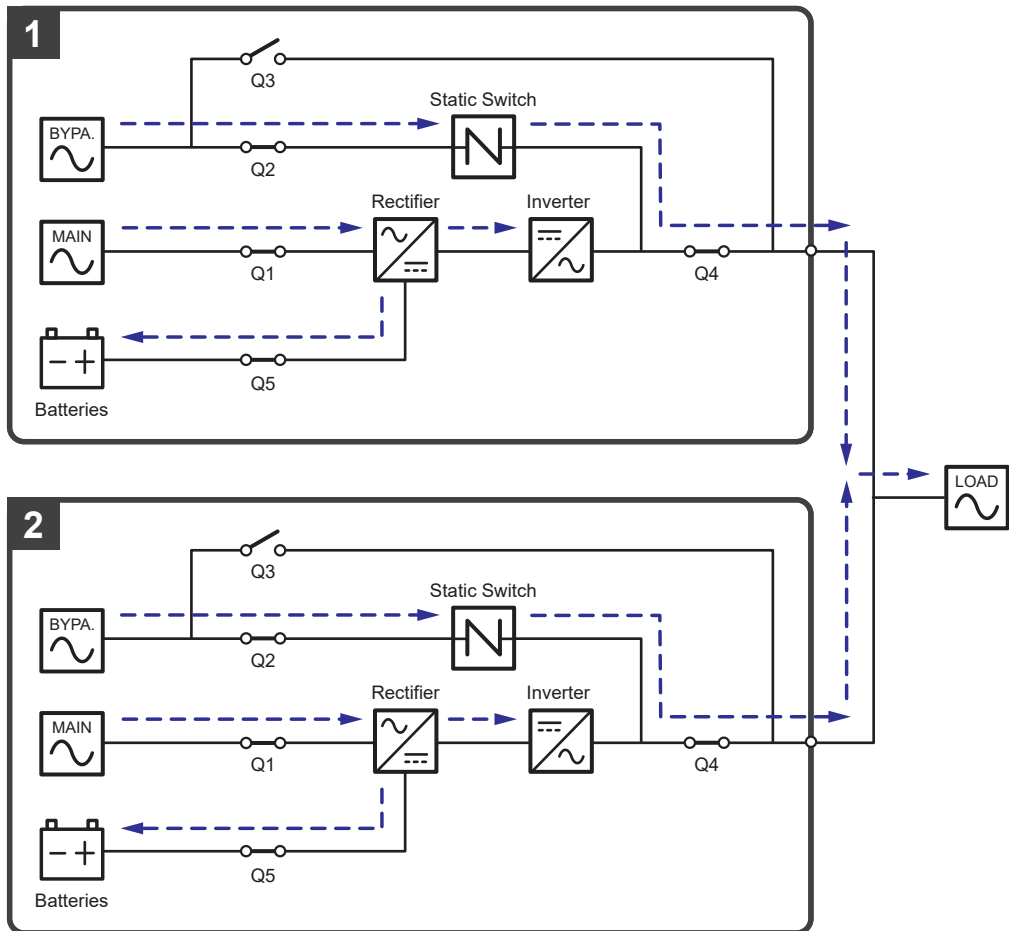 1
Q3
Static Switch
BYPA.
Q2
Rectifier
Inverter
MAIN
Q1
Q4
Q5
Batteries
LOAD
2
Q3
Static Switch
BYPA.
Q2
Rectifier
Inverter
MAIN
Q1
Q4
Q5
Batteries